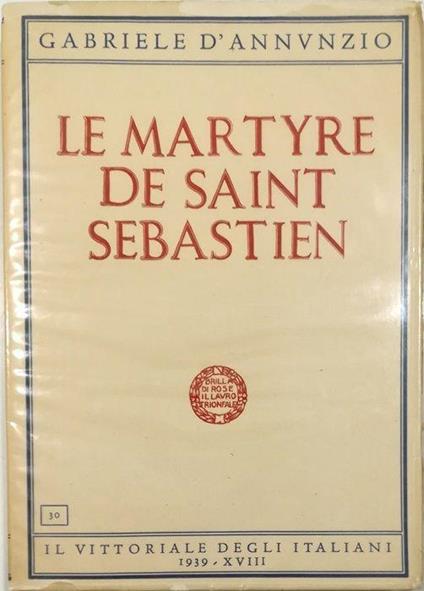 GABRIELE D'ANNVNZIO
LE MARTYRE
DE SAINT
SEBASTIEN
BRILLA
DI ROSE
IL LAVRO
TRIONFALE
30
IL VITTORIALE DEGLI ITALIANI
1939 - XVIII